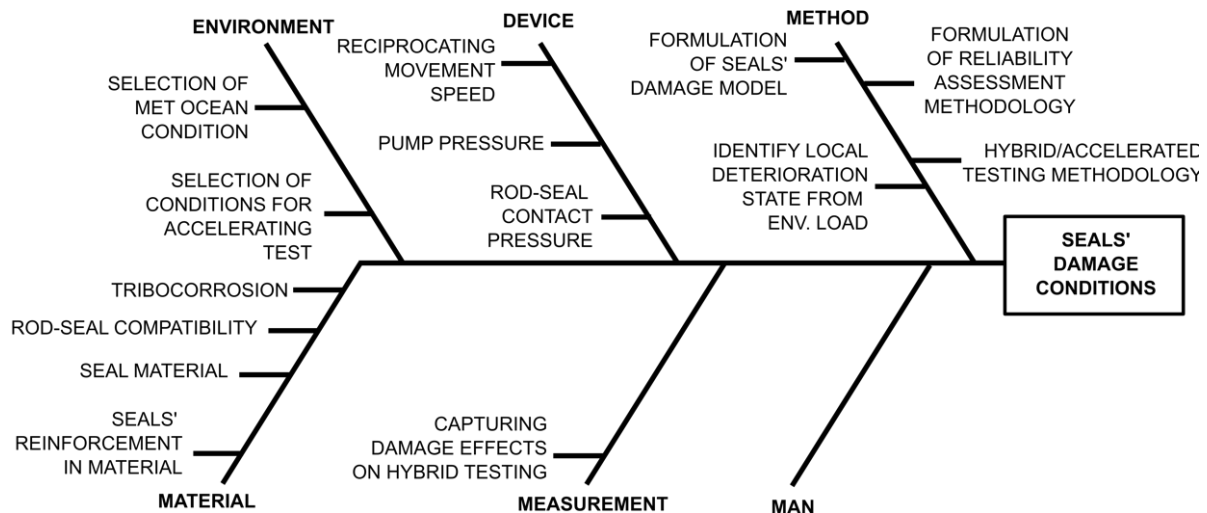 ENVIRONMENT
SELECTION OF
MET OCEAN
CONDITION
SELECTION OF
CONDITIONS FOR
ACCELERATING
TEST
DEVICE
RECIPROCATING
MOVEMENT
SPEED
PUMP PRESSURE
ROD-SEAL
CONTACT
PRESSURE
METHOD
FORMULATION
OF SEALS'
DAMAGE MODEL
FORMULATION
OF RELIABILITY
ASSESSMENT
METHODOLOGY
IDENTIFY LOCAL
DETERIORATION
STATE FROM
ENV. LOAD
HYBRID/ACCELERATED
TESTING METHODOLOGY
SEALS'
DAMAGE
CONDITIONS
TRIBOCORROSION
ROD-SEAL COMPATIBILITY
SEAL MATERIAL
SEALS'
REINFORCEMENT
IN MATERIAL
MATERIAL
CAPTURING
DAMAGE EFFECTS
ON HYBRID TESTING
MEASUREMENT
MAN